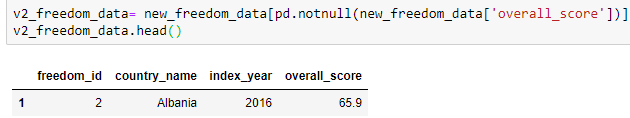 v2_freedom_data= new_freedom_data[pd.notnull(new_freedom_data['overall_score'])]
v2_freedom_data.head()
freedom_id country_name index_year overall_score
1 2 Albania 2016 65.9